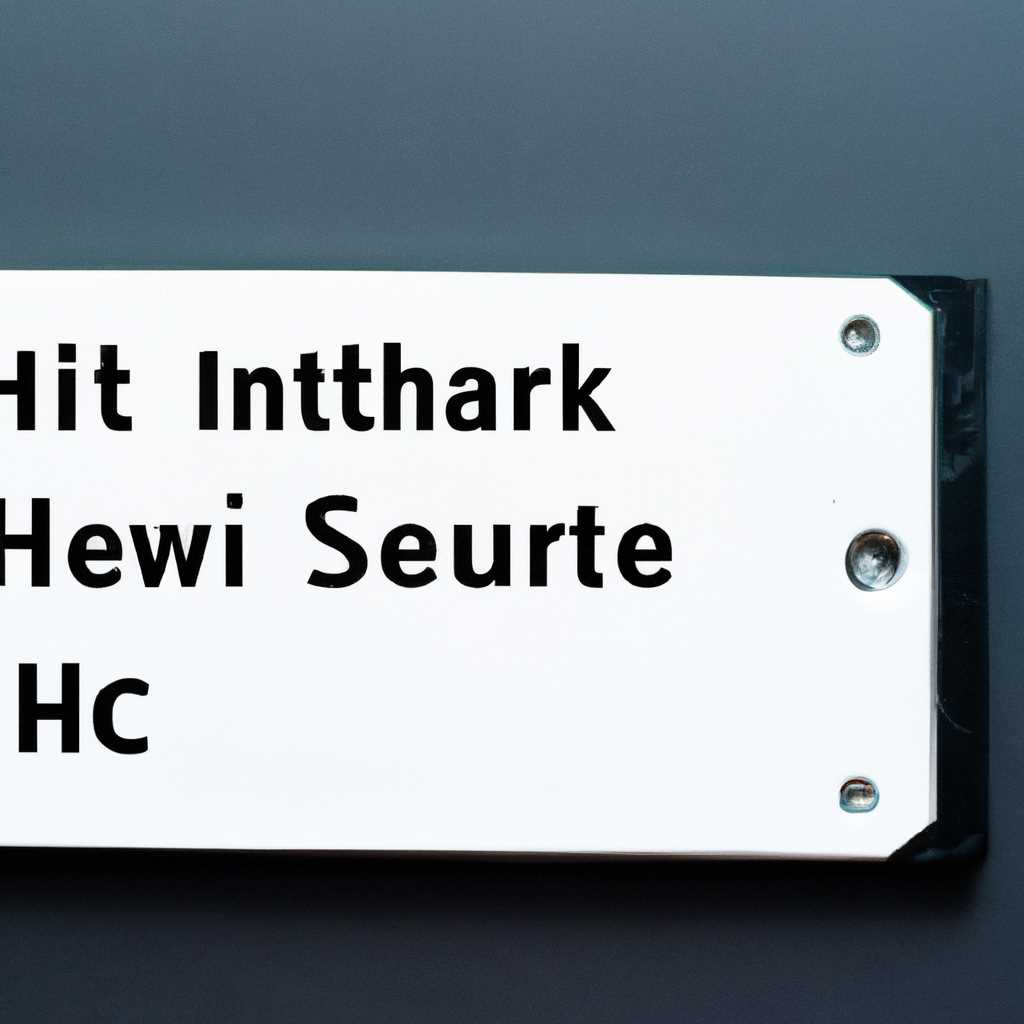 Hit Intthark
Hewi Seurte
Hc